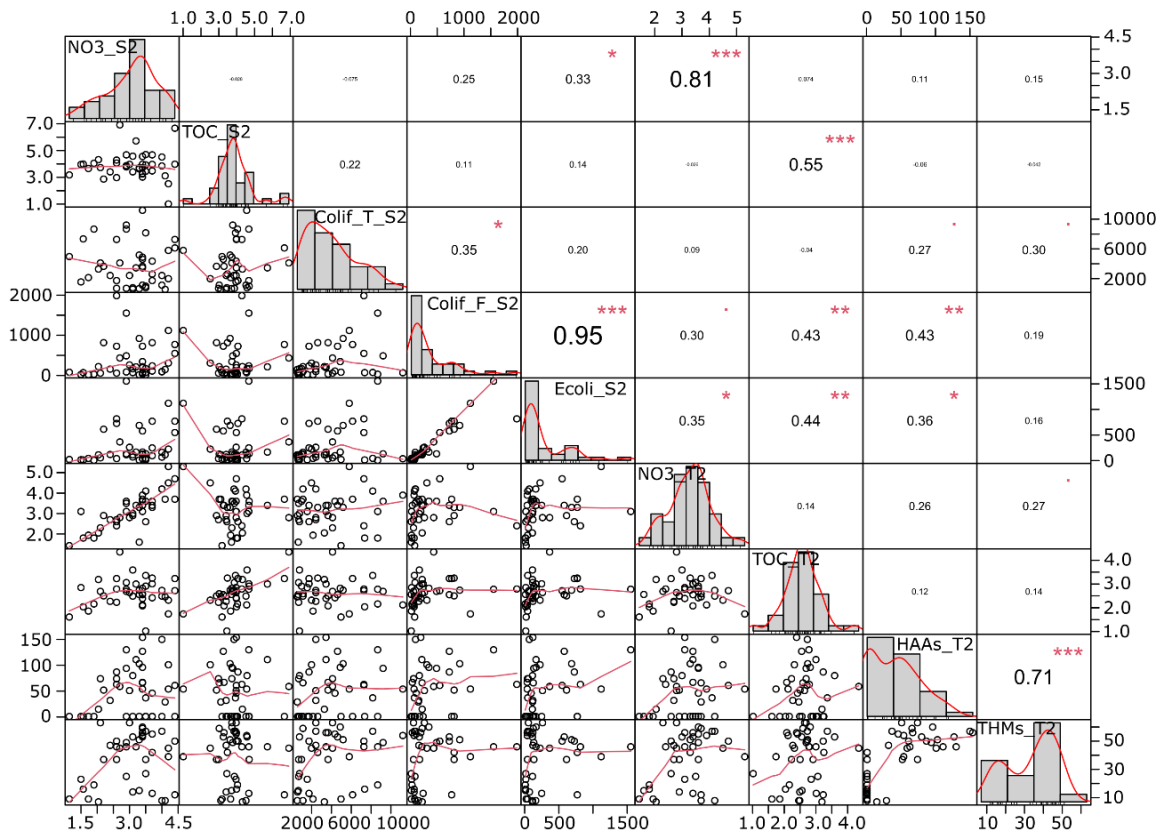 1.0 3.0 5.0 7.0 0 1000 2000 2 3 4 5 0 50 100 150
NO3_S2 0.25 0.33 * 0.81 *** 0.074 0.11 0.15 1.5 3.0 4.5
1.0 3.0 5.0 7.0 TOC_S2 0.22 0.11 0.14 0.55 ***
Colif_T_S2 0.35 * 0.20 0.09 0.04 0.27 . 0.30 . 2000 6000 10000
0 1000 2000 Colif_F_S2 0.95 *** 0.30 . 0.43 ** 0.43 ** 0.19
Ecoli_S2 0.35 * 0.44 ** 0.36 * 0.16 0 500 1500
2.0 3.0 4.0 5.0 NO3_T2 0.14 0.26 0.27 .
TOC_T2 0.12 0.14 1.0 2.0 3.0 4.0
0 50 100 150 HAAs_T2 0.71 ***
THMs_T2 10 30 50
1.5 3.0 4.5 2000 6000 10000 0 500 1500 1.0 2.0 3.0 4.0 10 30 50